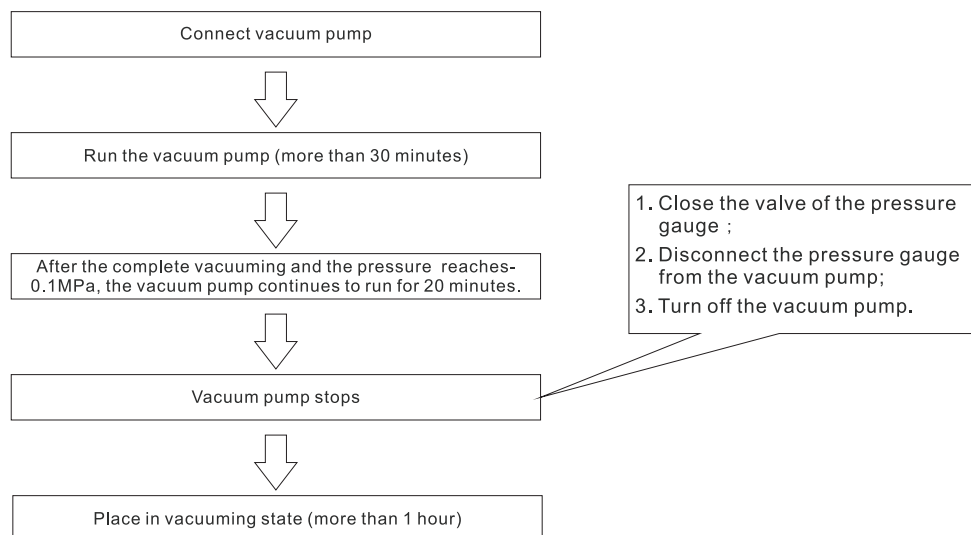 Connect vacuum pump
Run the vacuum pump (more than 30 minutes)
After the complete vacuuming and the pressure reaches-
0.1MPa, the vacuum pump continues to run for 20 minutes.
Vacuum pump stops
Place in vacuuming state (more than 1 hour)
1. Close the valve of the pressure
gauge ;
2. Disconnect the pressure gauge
from the vacuum pump;
3. Turn off the vacuum pump.